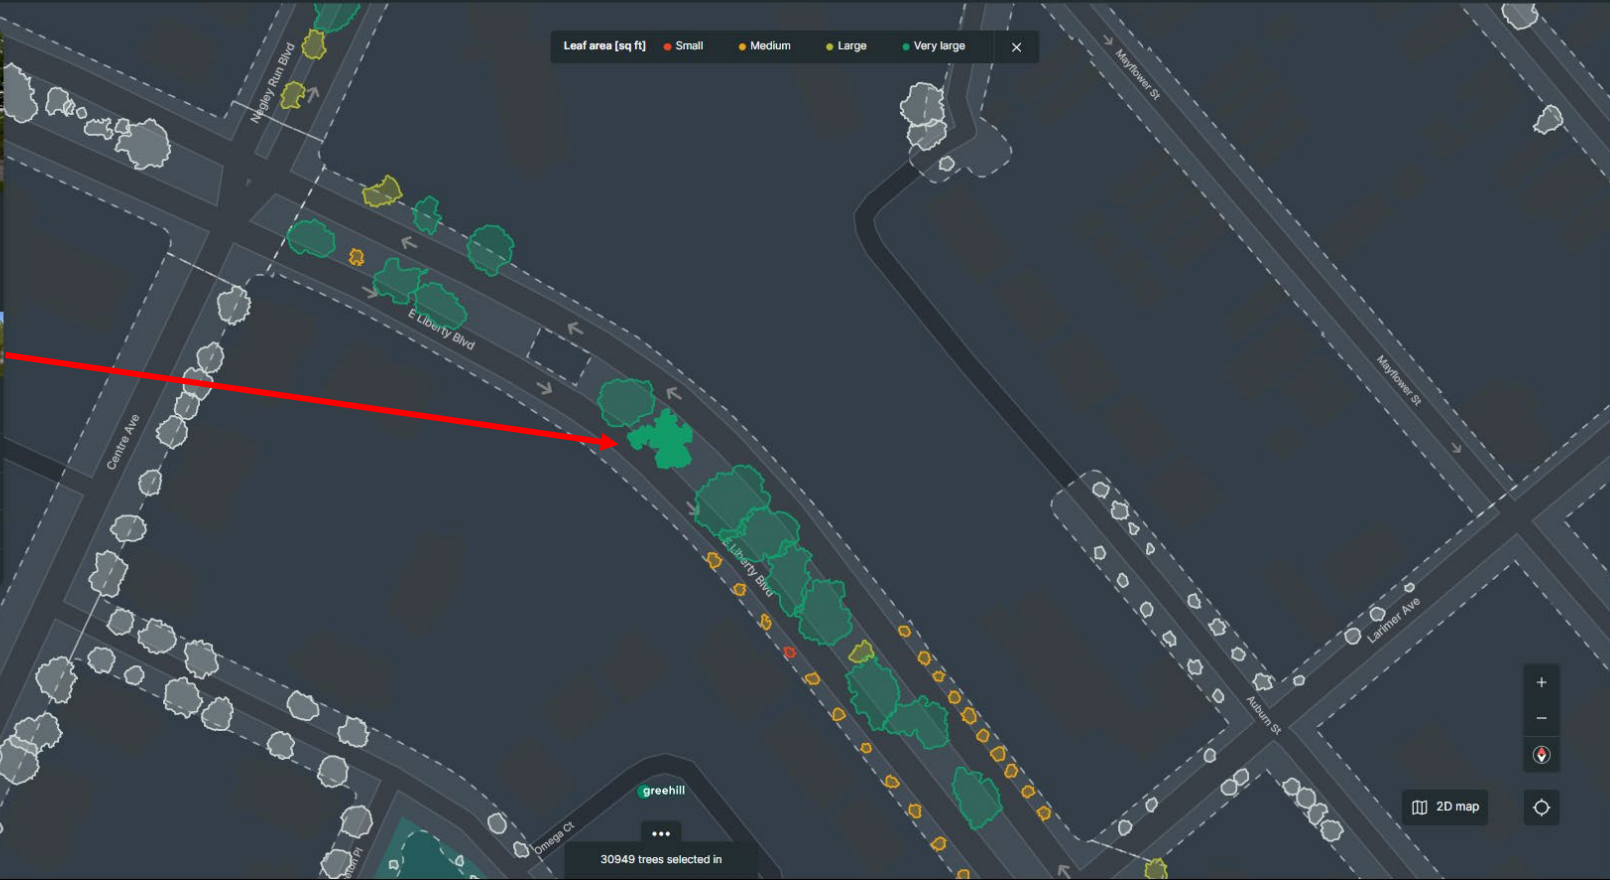 Leaf area [sq ft] Small Medium Large Very large
Negley Run Blvd
Mayflower St
E Liberty Blvd
Mayflower St
Centre Ave
E Liberty Blvd
Larimer Ave
Auburn St
greehill
2D map
Omega Ct
30949 trees selected in